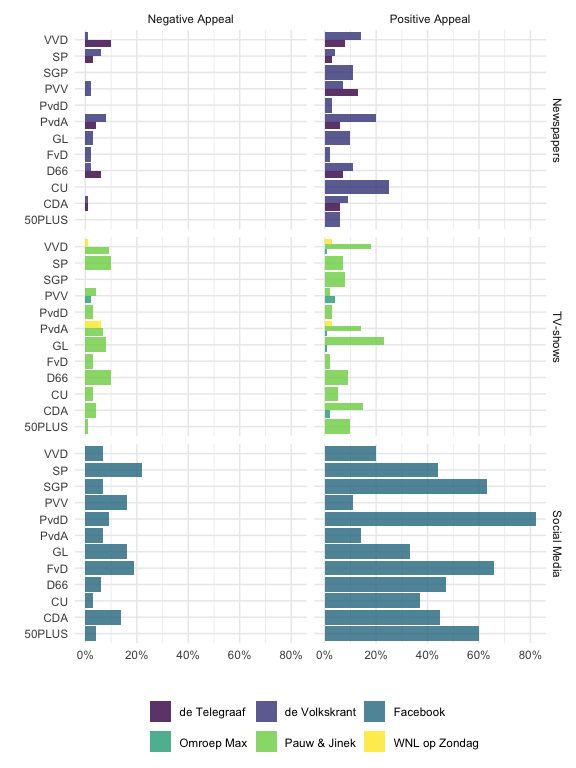 Negative Appeal Positive Appeal
VVD
SP
SGP
PVV
PvdD
PvdA
GL
FvD
D66
CU
CDA
50PLUS
Newspapers
VVD
SP
SGP
PVV
PvdD
PvdA
GL
FvD
D66
CU
CDA
50PLUS
TV-shows
VVD
SP
SGP
PVV
PvdD
PvdA
GL
FvD
D66
CU
CDA
50PLUS
Social Media
0% 20% 40% 60% 80% 0% 20% 40% 60% 80%
de Telegraaf de Volkskrant Facebook
Omroep Max Pauw & Jinek WNL op Zondag